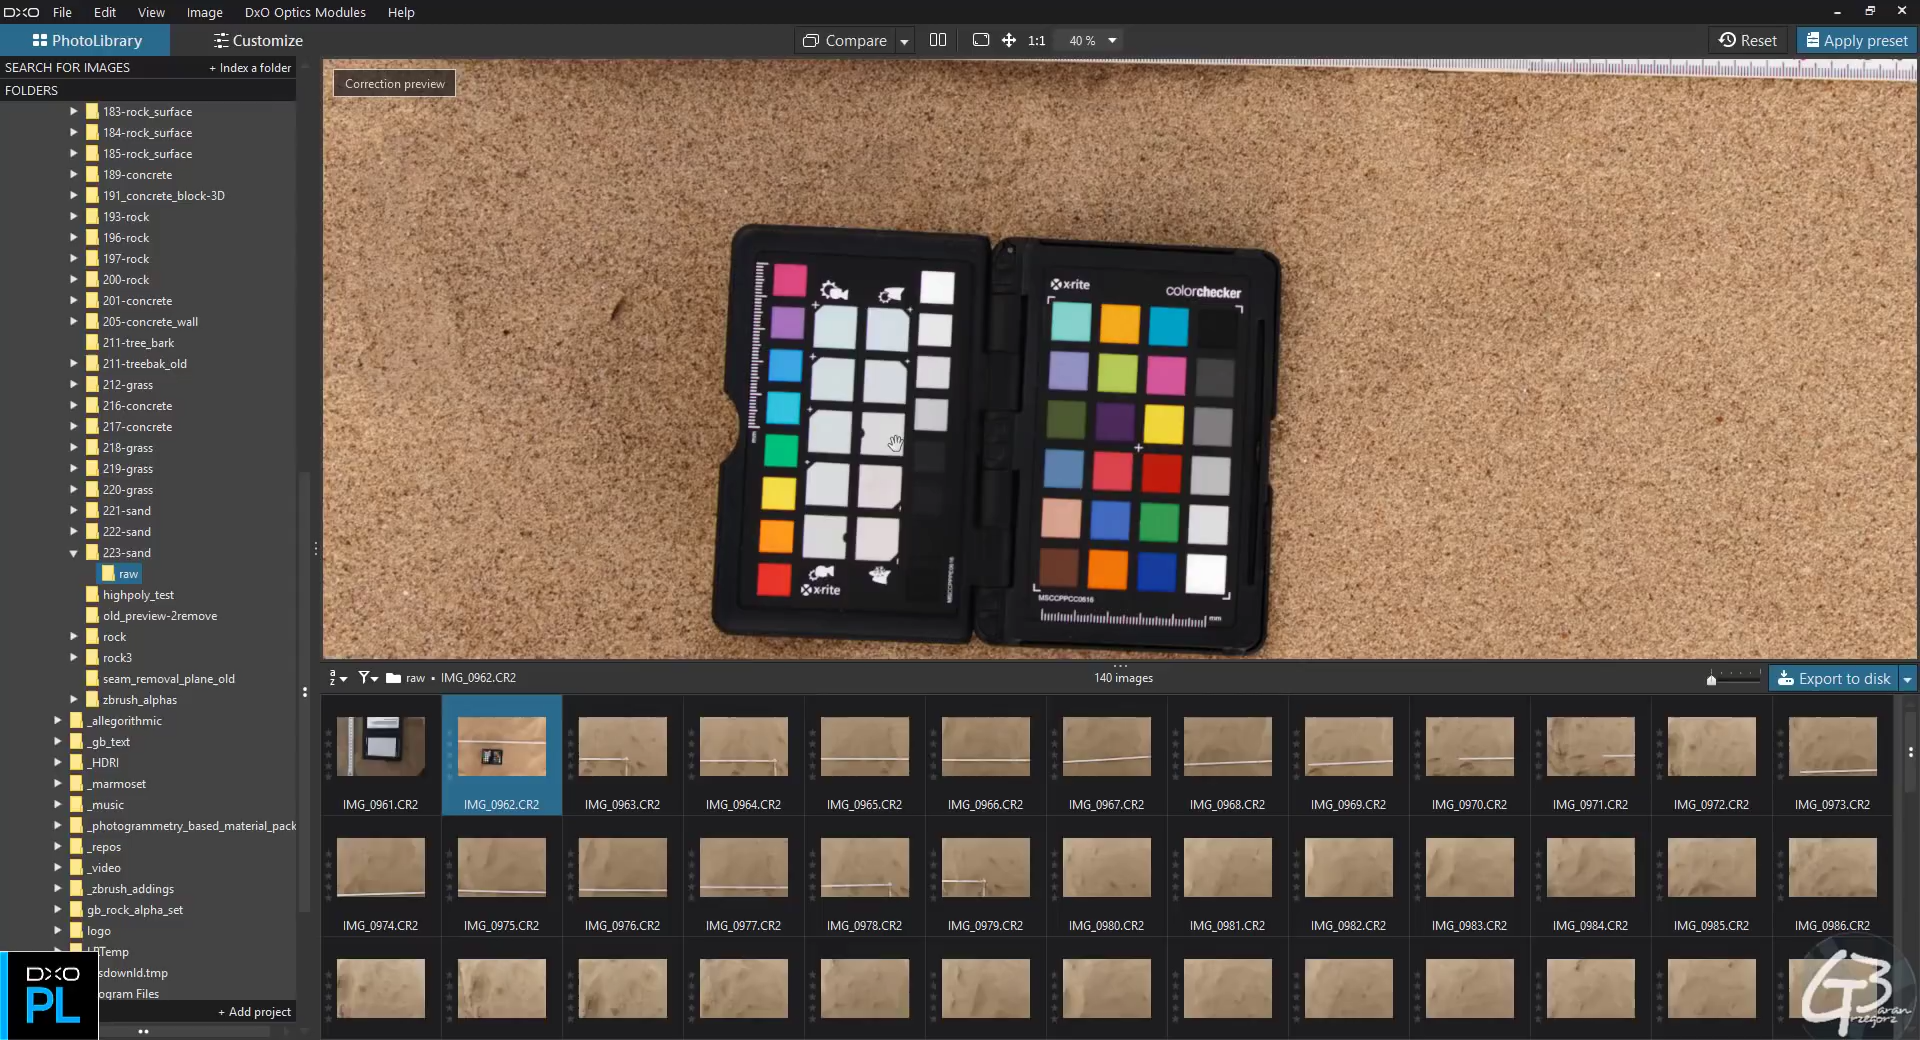 DXO File Edit View Image DxO Optics Modules Help
PhotoLibrary Customize Compare 1:1 40 % Reset Apply preset
SEARCH FOR IMAGES + Index a folder
FOLDERS
183-rock_surface
184-rock_surface
185-rock_surface
189-concrete
191_concrete_block-3D
193-rock
196-rock
197-rock
200-rock
201-concrete
205-concrete_wall
211-tree_bark
211-treebak_old
212-grass
216-concrete
217-concrete
218-grass
219-grass
220-grass
221-sand
222-sand
223-sand
raw
highpoly_test
old_preview-2remove
rock
rock3
seam_removal_plane_old
zbrush_alphas
_allegorithmic
_gb_text
_HDRI
_marmoset
_music
_photogrammetry_based_material_pack
_repos
_video
_zbrush_addings
gb_rock_alpha_set
logo
Temp
sdownld.tmp
ogram Files
+ Add project
DXO
PL
Correction preview
x-rite colorchecker
mm
x-rite
MSCCPPCC0616
mm
a z raw • IMG_0962.CR2 140 images Export to disk
IMG_0961.CR2 IMG_0962.CR2 IMG_0963.CR2 IMG_0964.CR2 IMG_0965.CR2 IMG_0966.CR2 IMG_0967.CR2 IMG_0968.CR2 IMG_0969.CR2 IMG_0970.CR2 IMG_0971.CR2 IMG_0972.CR2 IMG_0973.CR2
IMG_0974.CR2 IMG_0975.CR2 IMG_0976.CR2 IMG_0977.CR2 IMG_0978.CR2 IMG_0979.CR2 IMG_0980.CR2 IMG_0981.CR2 IMG_0982.CR2 IMG_0983.CR2 IMG_0984.CR2 IMG_0985.CR2 IMG_0986.CR2